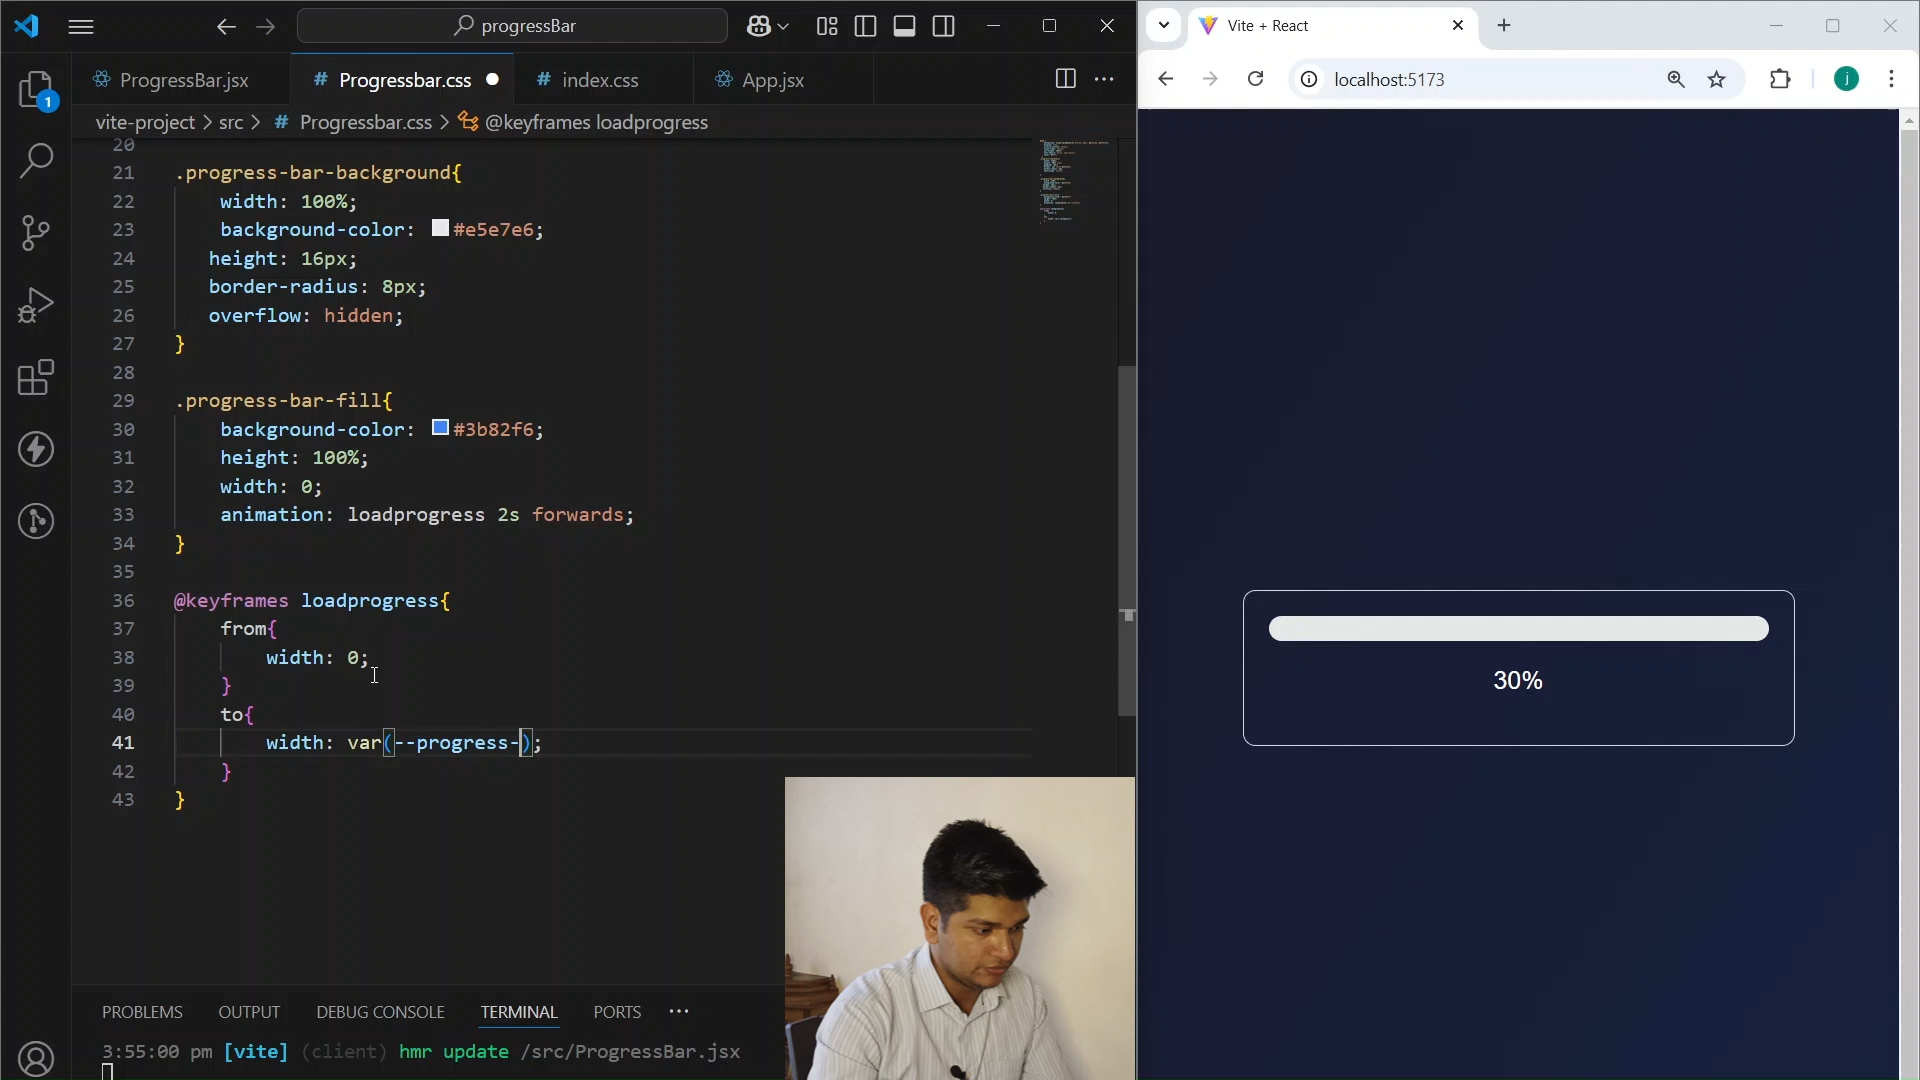 progressBar
ProgressBar.jsx
# Progressbar.css
# index.css
App.jsx
vite-project > src > # Progressbar.css > @keyframes loadprogress
20
21 .progress-bar-background{
22 width: 100%;
23 background-color: #e5e7e6;
24 height: 16px;
25 border-radius: 8px;
26 overflow: hidden;
27 }
28
29 .progress-bar-fill{
30 background-color: #3b82f6;
31 height: 100%;
32 width: 0;
33 animation: loadprogress 2s forwards;
34 }
35
36 @keyframes loadprogress{
37 from{
38 width: 0;
39 }
40 to{
41 width: var(--progress-);
42 }
43 }
1
PROBLEMS OUTPUT DEBUG CONSOLE TERMINAL PORTS ...
3:55:00 pm [vite] (client) hmr update /src/ProgressBar.jsx
Vite + React
localhost:5173
j
30%